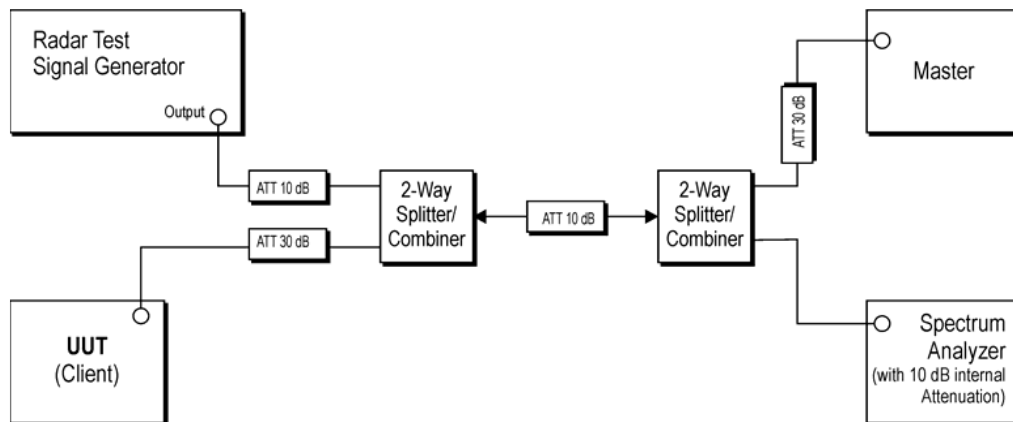 Radar Test
Signal Generator
Output
ATT 10 dB
ATT 30 dB
UUT
(Client)
2-Way
Splitter/
Combiner
ATT 10 dB
2-Way
Splitter/
Combiner
ATT 30 dB
Master
Spectrum
Analyzer
(with 10 dB internal
Attenuation)